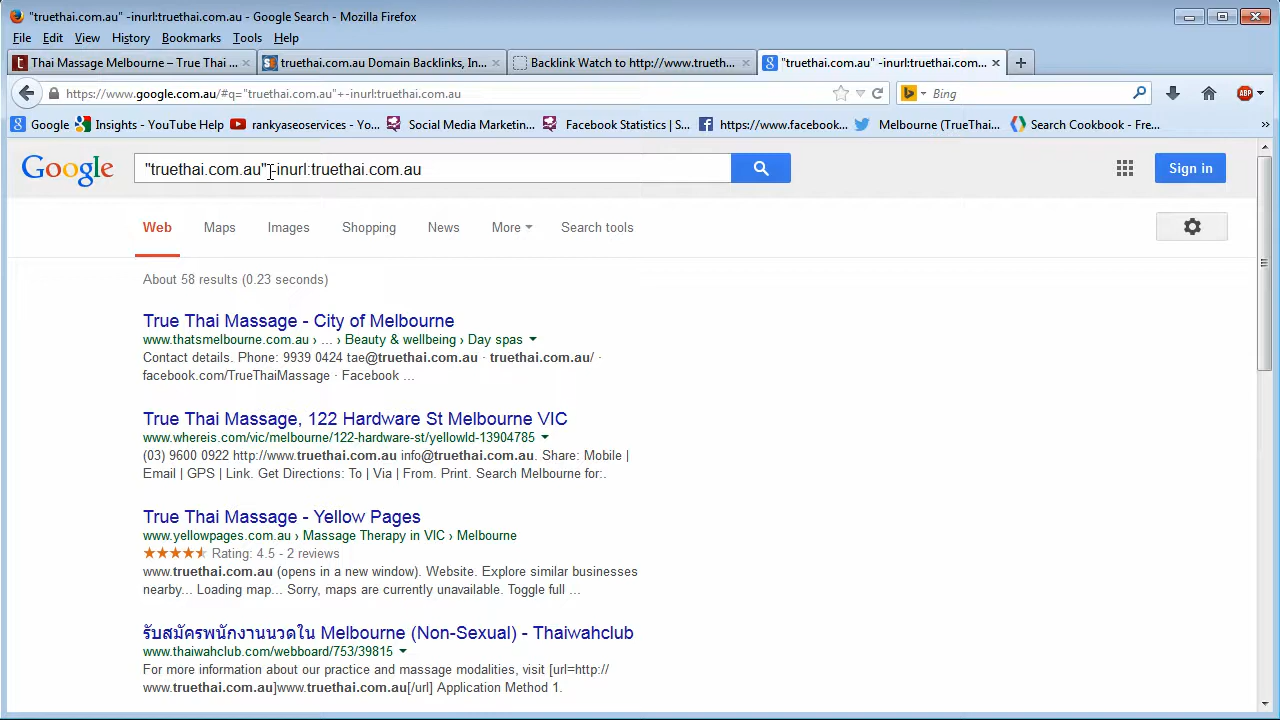 "truethai.com.au" -inurl:truethai.com.au - Google Search - Mozilla Firefox
File Edit View History Bookmarks Tools Help
Thai Massage Melbourne – True Thai ... truethai.com.au Domain Backlinks, In... Backlink Watch to http://www.trueth... "truethai.com.au" -inurl:truethai.com....
https://www.google.com.au/#q="truethai.com.au"+-inurl:truethai.com.au Bing ABP
Google Insights - YouTube Help rankyaseoservices - Yo... Social Media Marketin... Facebook Statistics | S... https://www.facebook... Melbourne (TrueThai... Search Cookbook - Fre... »
Google "truethai.com.au" -inurl:truethai.com.au Sign in
Web Maps Images Shopping News More Search tools
About 58 results (0.23 seconds)
True Thai Massage - City of Melbourne
www.thatsmelbourne.com.au › ... › Beauty & wellbeing › Day spas
Contact details. Phone: 9939 0424 tae@truethai.com.au · truethai.com.au/ ·
facebook.com/TrueThaiMassage · Facebook ...
True Thai Massage, 122 Hardware St Melbourne VIC
www.whereis.com/vic/melbourne/122-hardware-st/yellowId-13904785
(03) 9600 0922 http://www.truethai.com.au info@truethai.com.au. Share: Mobile |
Email | GPS | Link. Get Directions: To | Via | From. Print. Search Melbourne for:.
True Thai Massage - Yellow Pages
www.yellowpages.com.au › Massage Therapy in VIC › Melbourne
Rating: 4.5 - 2 reviews
www.truethai.com.au (opens in a new window). Website. Explore similar businesses
nearby... Loading map... Sorry, maps are currently unavailable. Toggle full ...
รับสมัครพนักงานนวดใน Melbourne (Non-Sexual) - Thaiwahclub
www.thaiwahclub.com/webboard/753/39815
For more information about our practice and massage modalities, visit [url=http://
www.truethai.com.au]www.truethai.com.au[/url] Application Method 1.